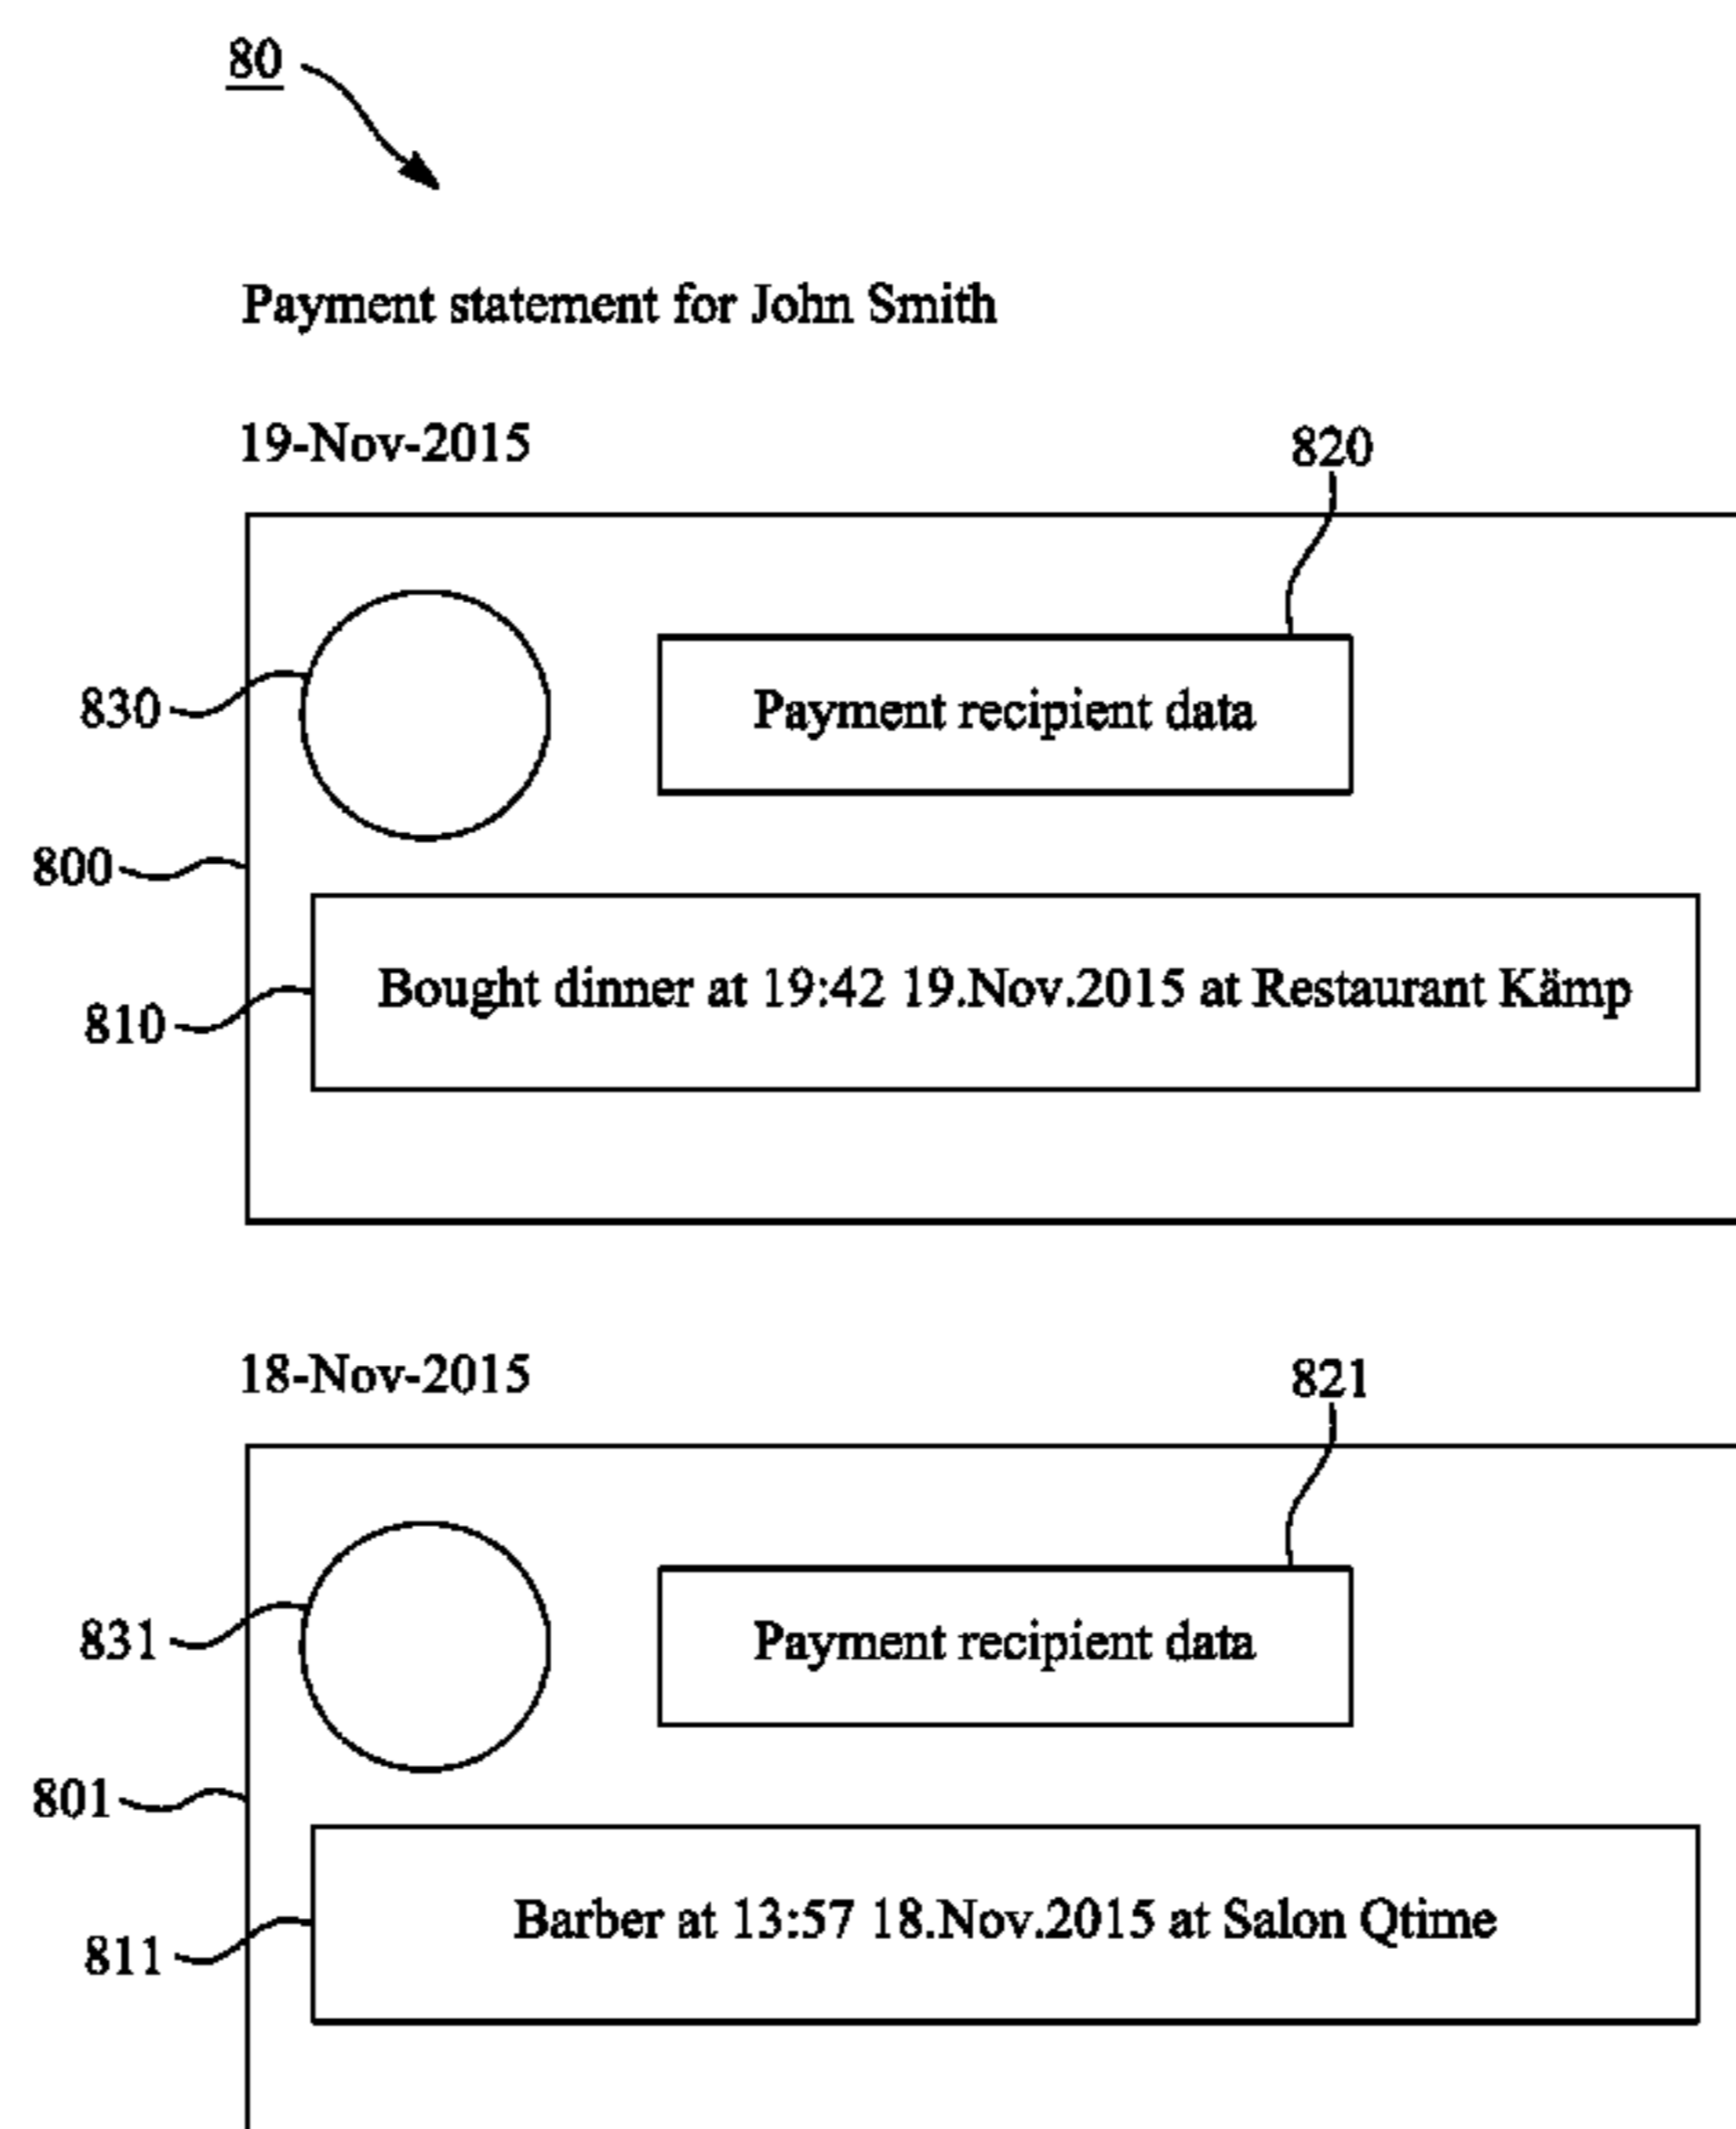 80
Payment statement for John Smith
19-Nov-2015
820
830
Payment recipient data
800
Bought dinner at 19:42 19.Nov.2015 at Restaurant Kämp
810
18-Nov-2015
821
831
Payment recipient data
801
Barber at 13:57 18.Nov.2015 at Salon Qtime
811